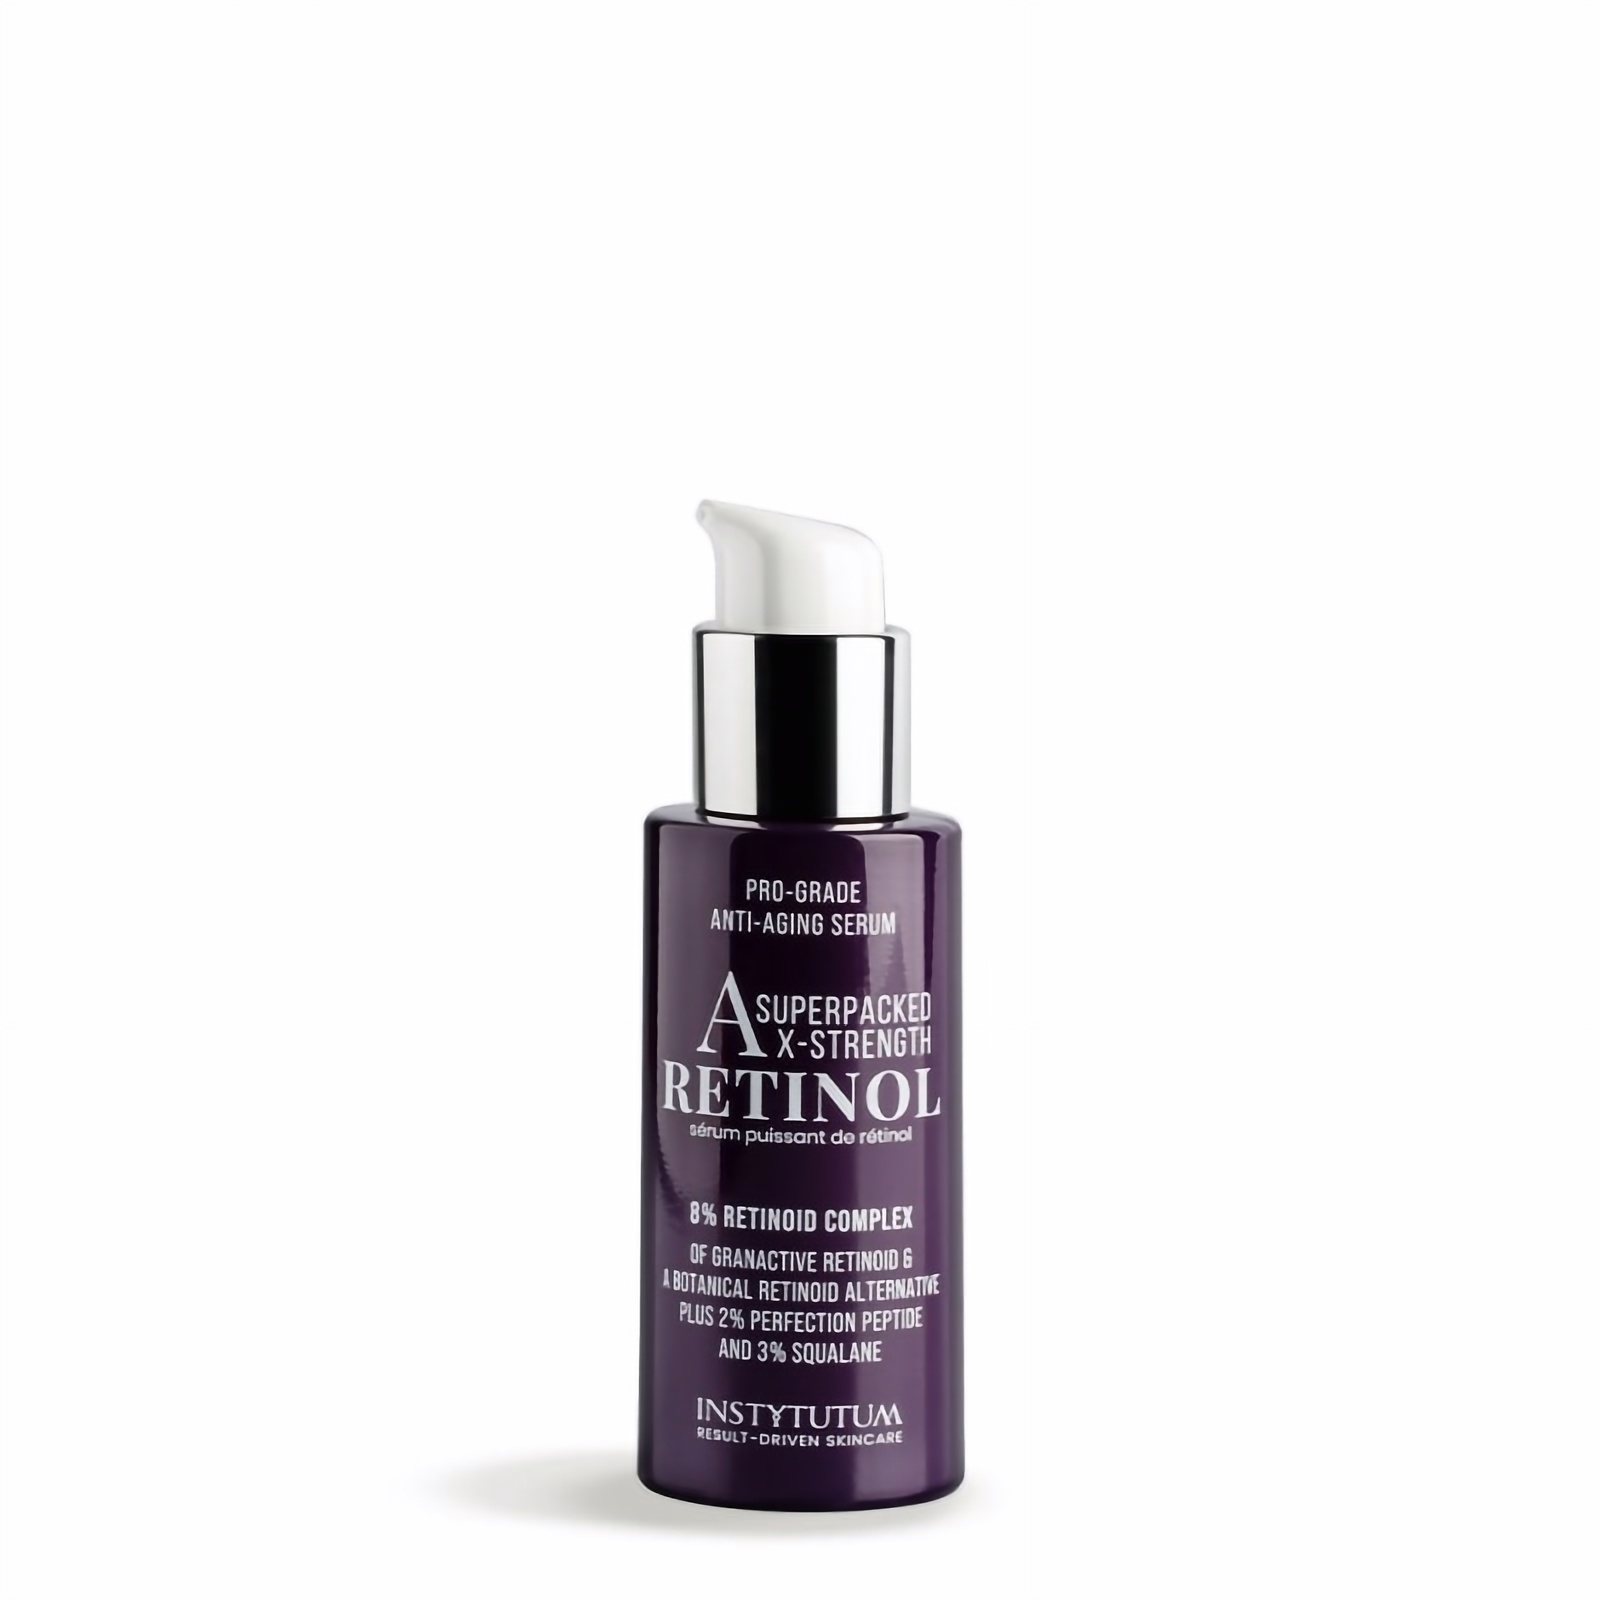 PRO-GRADE
ANTI-AGING SERUM
A SUPERPACKED
X-STRENGTH
RETINOL
sérum puissant de rétinol
8% RETINOID COMPLEX
OF GRANACTIVE RETINOID &
A BOTANICAL RETINOID ALTERNATIVE
PLUS 2% PERFECTION PEPTIDE
AND 3% SQUALANE
INSTYTUTUM
RESULT-DRIVEN SKINCARE